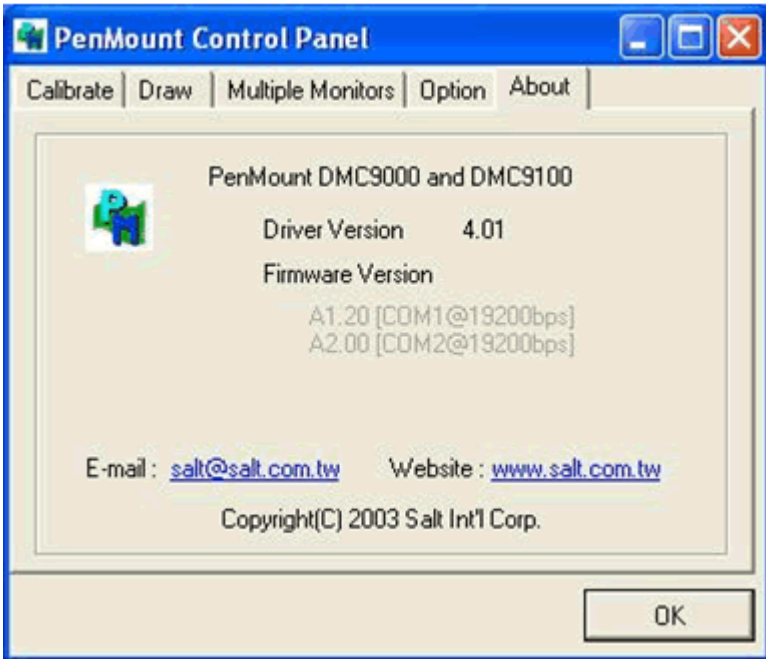 PenMount Control Panel
Calibrate Draw Multiple Monitors Option About
PM
PenMount DMC9000 and DMC9100
Driver Version 4.01
Firmware Version
A1.20 [COM1@19200bps]
A2.00 [COM2@19200bps]
E-mail : salt@salt.com.tw Website : www.salt.com.tw
Copyright(C) 2003 Salt Int'l Corp.
OK